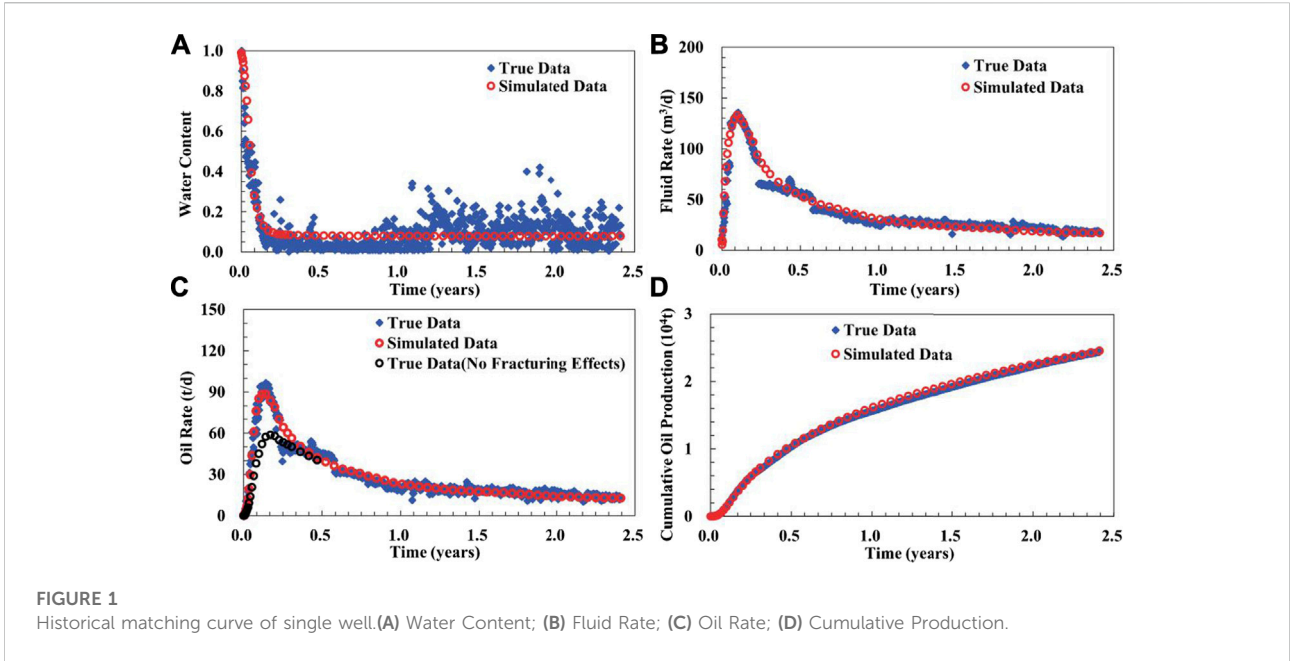 A
1.0
0.8
0.6
0.4
0.2
0.0
Water Content
True Data
Simulated Data
0.0 0.5 1.0 1.5 2.0 2.5
Time (years)
B
200
150
100
50
0
Fluid Rate (m³/d)
True Data
Simulated Data
0.0 0.5 1.0 1.5 2.0 2.5
Time (years)
C
150
120
90
60
30
0
Oil Rate (t/d)
True Data
Simulated Data
True Data(No Fracturing Effects)
0.0 0.5 1.0 1.5 2.0 2.5
Time (years)
D
3
2
1
0
Cumulative Oil Production (10⁴t)
True Data
Simulated Data
0.0 0.5 1.0 1.5 2.0 2.5
Time (years)
FIGURE 1
Historical matching curve of single well.(A) Water Content; (B) Fluid Rate; (C) Oil Rate; (D) Cumulative Production.